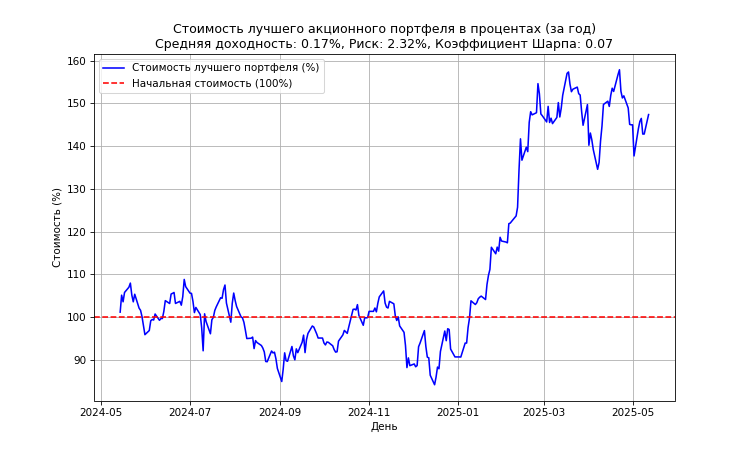 Стоимость лучшего акционного портфеля в процентах (за год)
Средняя доходность: 0.17%, Риск: 2.32%, Коэффициент Шарпа: 0.07
Стоимость лучшего портфеля (%)
Начальная стоимость (100%)
Стоимость (%)
160
150
140
130
120
110
100
90
2024-05
2024-07
2024-09
2024-11
2025-01
2025-03
2025-05
День